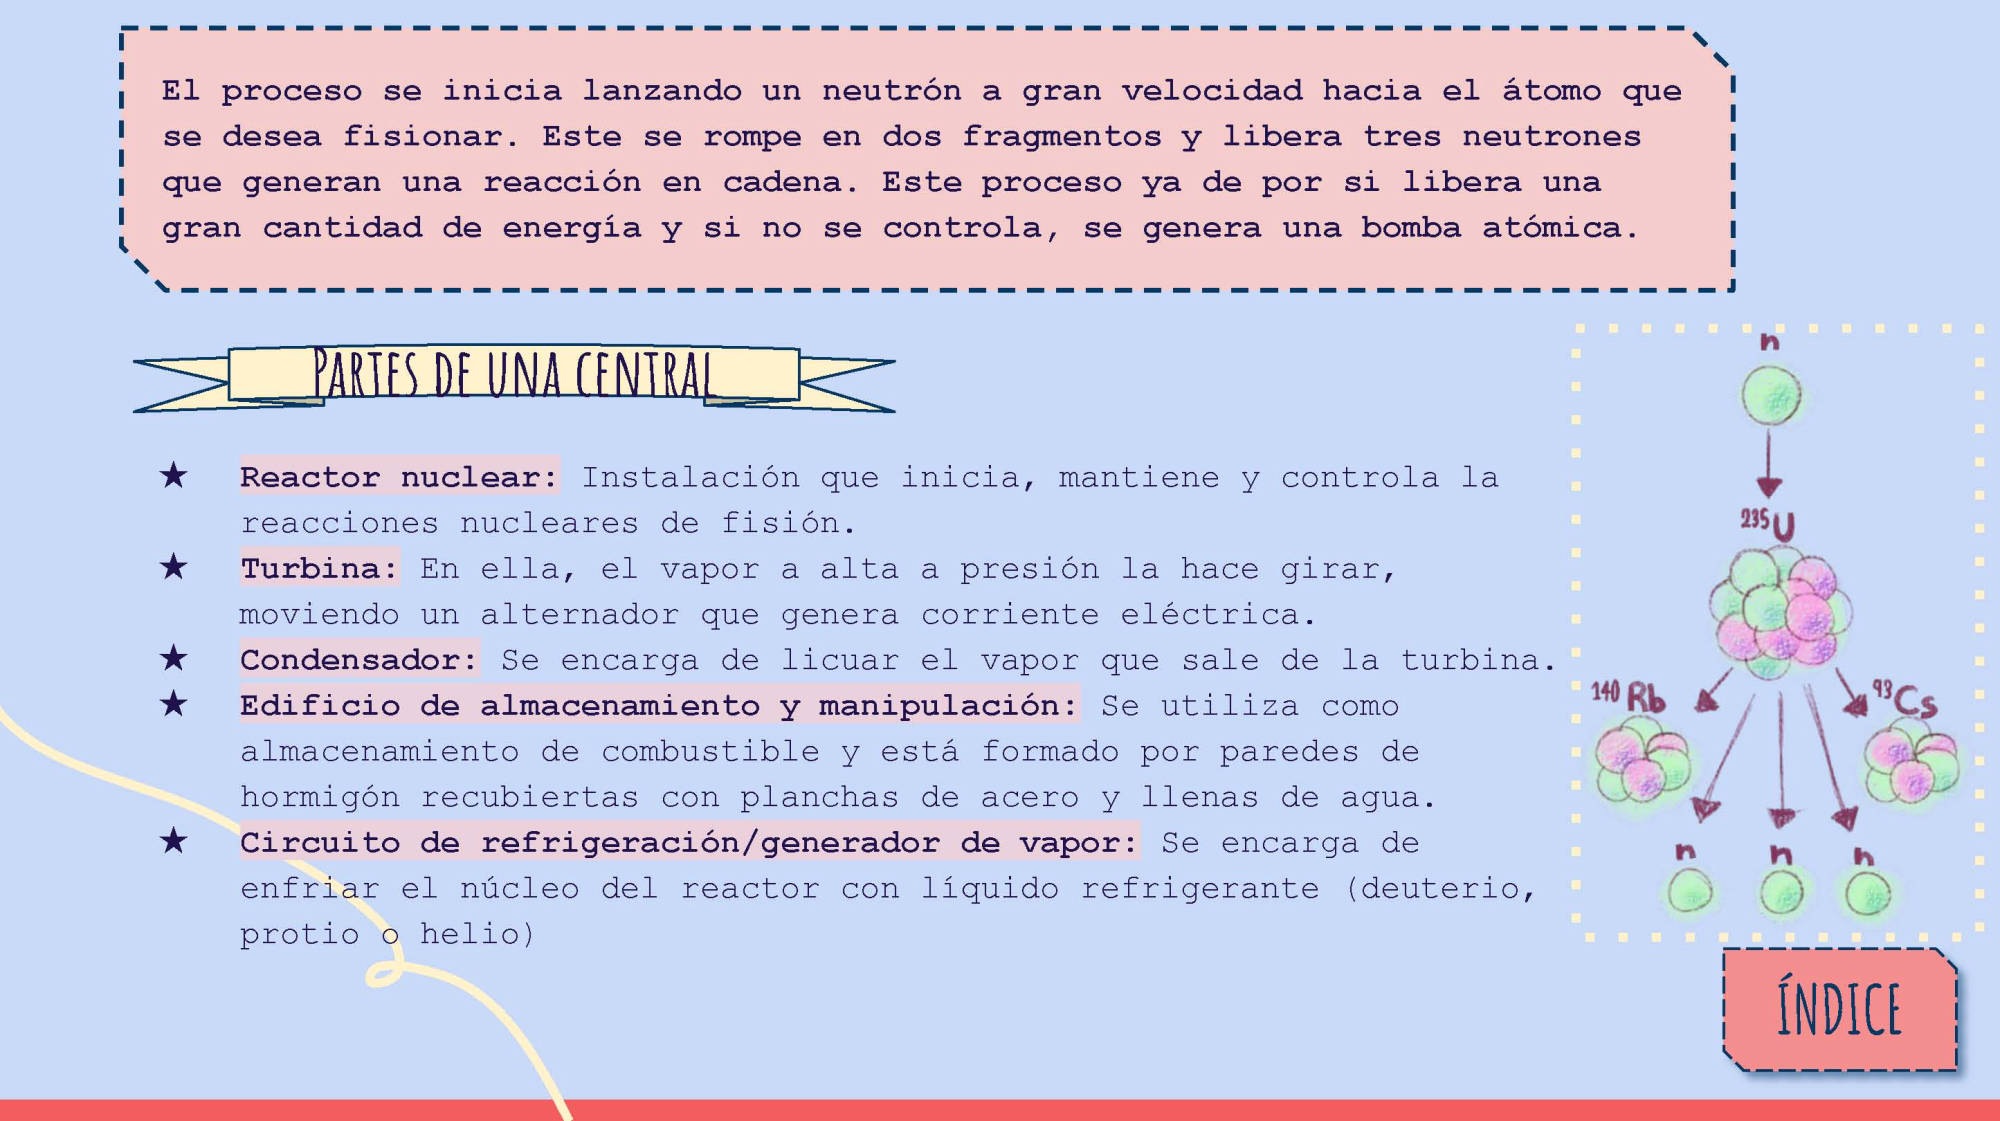 El proceso se inicia lanzando un neutrón a gran velocidad hacia el átomo que
se desea fisionar. Este se rompe en dos fragmentos y libera tres neutrones
que generan una reacción en cadena. Este proceso ya de por si libera una
gran cantidad de energía y si no se controla, se genera una bomba atómica.
PARTES DE UNA CENTRAL
★ Reactor nuclear: Instalación que inicia, mantiene y controla la
reacciones nucleares de fisión.
★ Turbina: En ella, el vapor a alta a presión la hace girar,
moviendo un alternador que genera corriente eléctrica.
★ Condensador: Se encarga de licuar el vapor que sale de la turbina.
★ Edificio de almacenamiento y manipulación: Se utiliza como
almacenamiento de combustible y está formado por paredes de
hormigón recubiertas con planchas de acero y llenas de agua.
★ Circuito de refrigeración/generador de vapor: Se encarga de
enfriar el núcleo del reactor con líquido refrigerante (deuterio,
protio o helio)
n
235U
140 Rb 93Cs
n n n
ÍNDICE